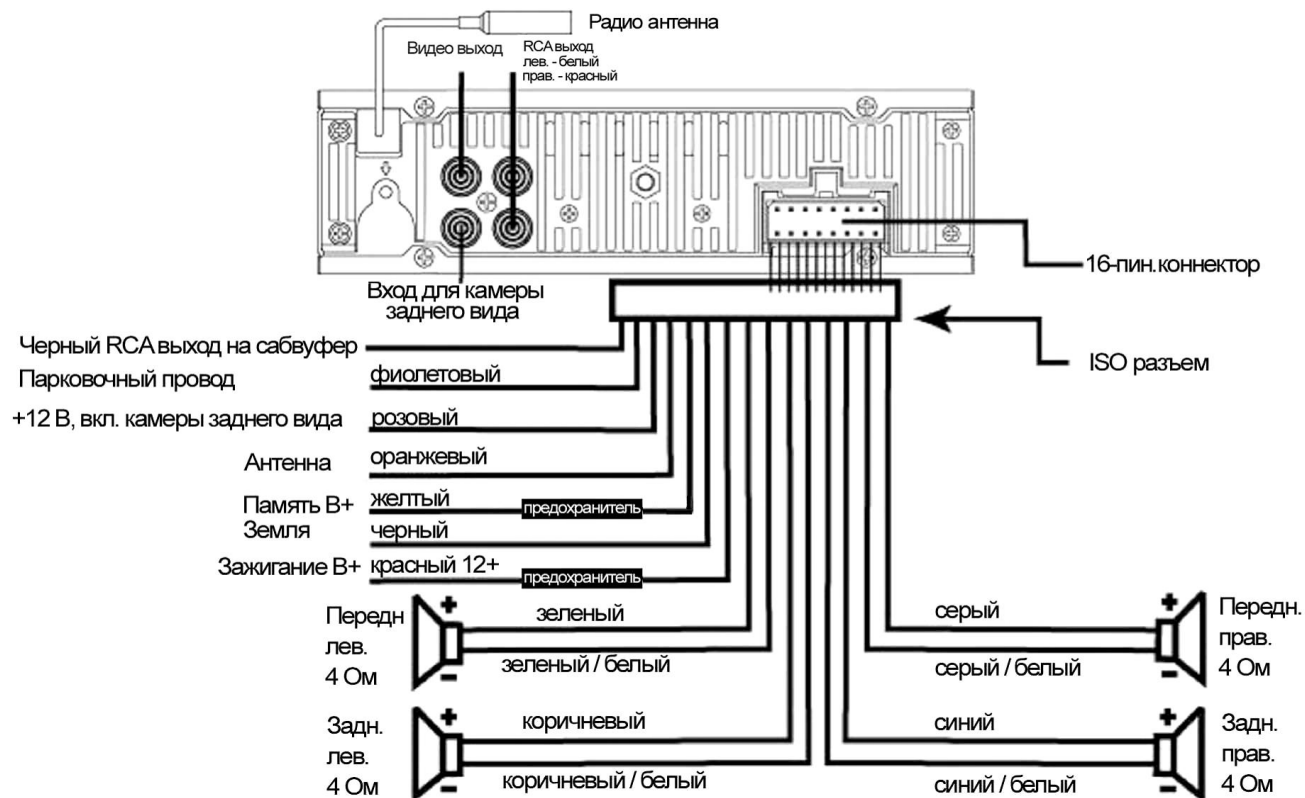 Радио антенна
Видео выход
RCA выход
лев. - белый
прав. - красный
16-пин.коннектор
Вход для камеры
заднего вида
ISO разъем
Черный RCA выход на сабвуфер
Парковочный провод фиолетовый
+12 В, вкл. камеры заднего вида розовый
Антенна оранжевый
Память В+ желтый предохранитель
Земля черный
Зажигание В+ красный 12+ предохранитель
Передн
лев.
4 Ом
+
-
зеленый
зеленый / белый
серый
серый / белый
+
-
Передн.
прав.
4 Ом
Задн.
лев.
4 Ом
+
-
коричневый
коричневый / белый
синий
синий / белый
+
-
Задн.
прав.
4 Ом